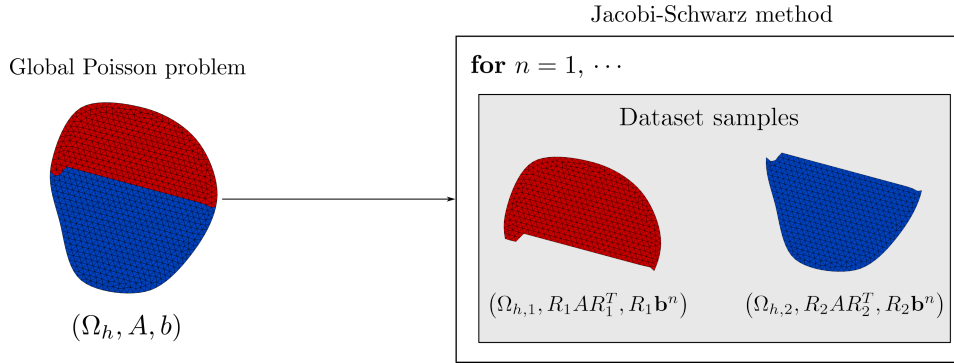 Jacobi-Schwarz method
Global Poisson problem
for n = 1, ⋯
Dataset samples
(Ω_{h,1}, R_1AR_1^T, R_1b^n)
(Ω_{h,2}, R_2AR_2^T, R_2b^n)
(Ω_h, A, b)